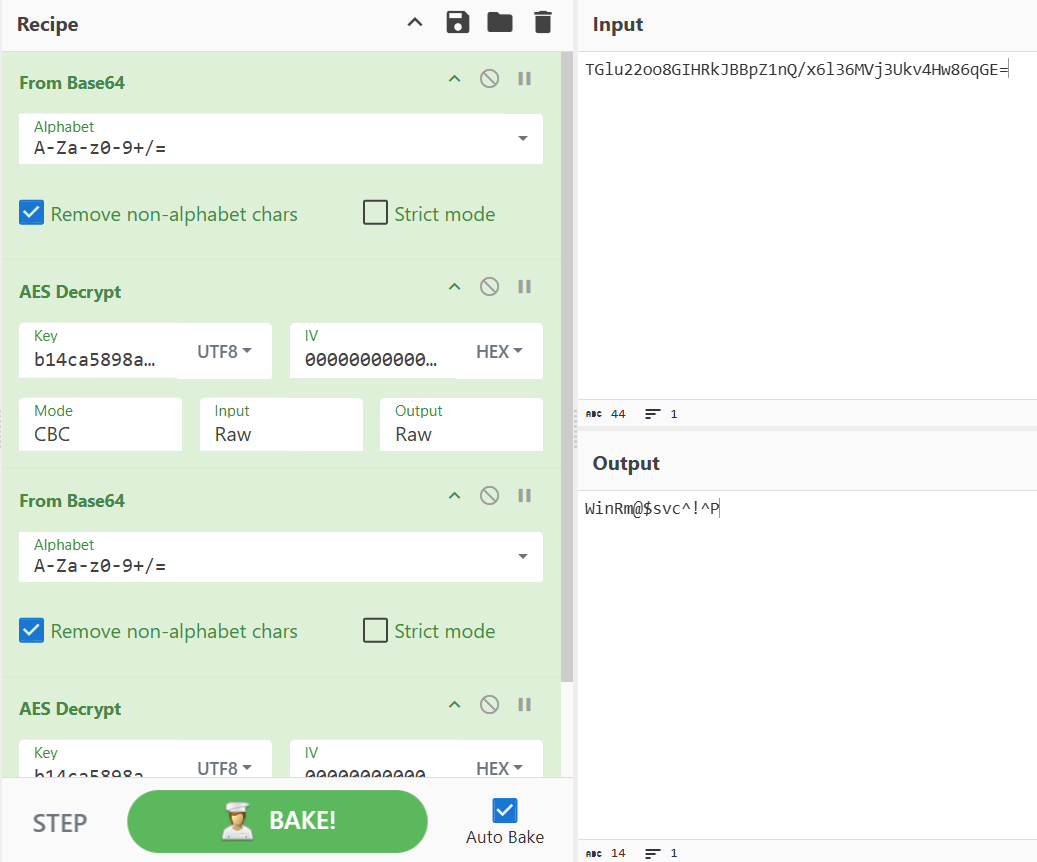 Recipe
From Base64
Alphabet
A-Za-z0-9+/=
Remove non-alphabet chars
Strict mode
AES Decrypt
Key
b14ca5898a…
UTF8
IV
00000000000…
HEX
Mode
CBC
Input
Raw
Output
Raw
From Base64
Alphabet
A-Za-z0-9+/=
Remove non-alphabet chars
Strict mode
AES Decrypt
Key
b14ca5898a
UTF8
IV
00000000000
HEX
STEP
BAKE!
Auto Bake
Input
TGlu22oo8GIHRkJBBpZ1nQ/x6l36MVj3Ukv4Hw86qGE=
ABC 44 1
Output
WinRm@$svc^!^P
ABC 14 1